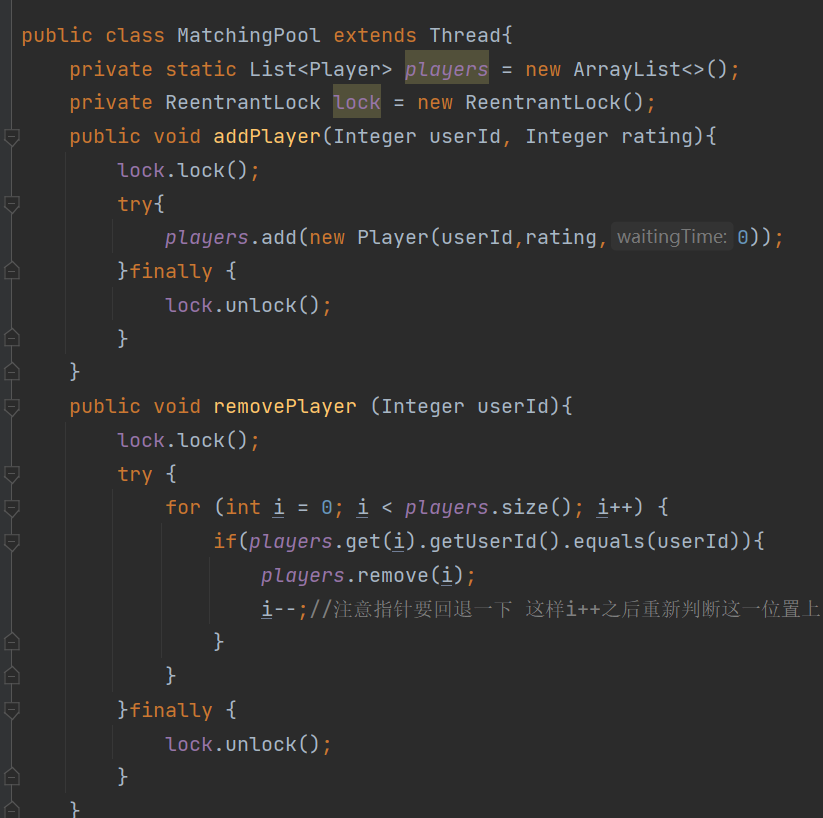 public class MatchingPool extends Thread{
    private static List<Player> players = new ArrayList<>();
    private ReentrantLock lock = new ReentrantLock();
    public void addPlayer(Integer userId, Integer rating){
        lock.lock();
        try{
            players.add(new Player(userId,rating, waitingTime: 0));
        }finally {
            lock.unlock();
        }
    }
    public void removePlayer (Integer userId){
        lock.lock();
        try {
            for (int i = 0; i < players.size(); i++) {
                if(players.get(i).getUserId().equals(userId)){
                    players.remove(i);
                    i--;//注意指针要回退一下 这样i++之后重新判断这一位置上
                }
            }
        }finally {
            lock.unlock();
        }
    }